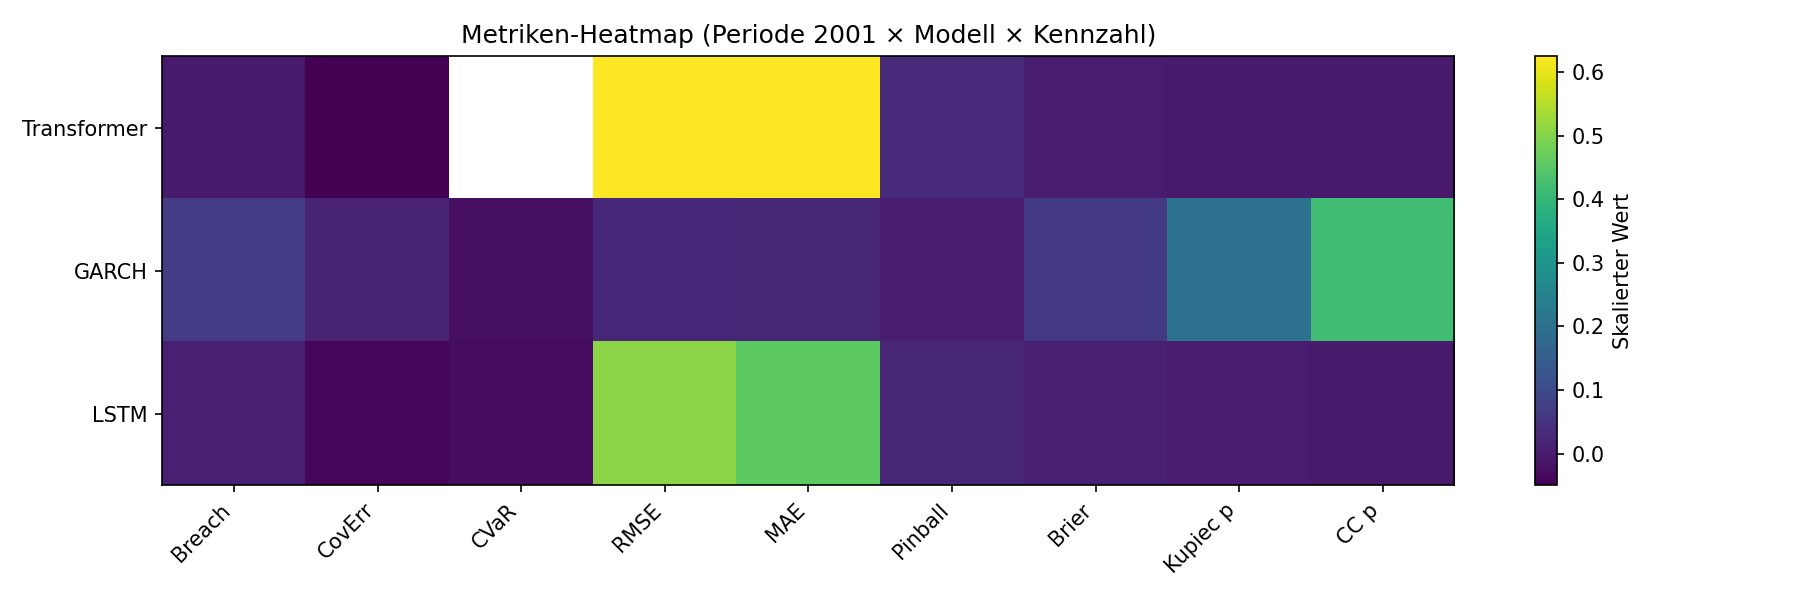 Metriken-Heatmap (Periode 2001 × Modell × Kennzahl)
Transformer
GARCH
LSTM
Breach
CovErr
CVaR
RMSE
MAE
Pinball
Brier
Kupiec p
CC p
0.6
0.5
0.4
0.3
0.2
0.1
0.0
Skalierter Wert